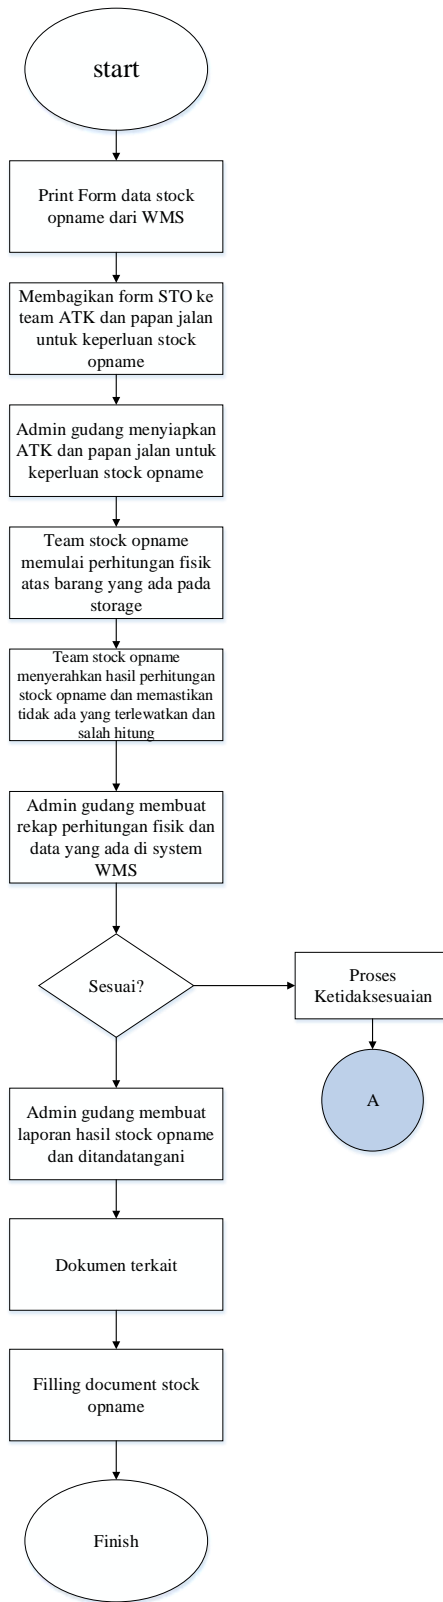 start
Print Form data stock
opname dari WMS
Membagikan form STO ke
team ATK dan papan jalan
untuk keperluan stock
opname
Admin gudang menyiapkan
ATK dan papan jalan untuk
keperluan stock opname
Team stock opname
memulai perhitungan fisik
atas barang yang ada pada
storage
Team stock opname
menyerahkan hasil perhitungan
stock opname dan memastikan
tidak ada yang terlewatkan dan
salah hitung
Admin gudang membuat
rekap perhitungan fisik dan
data yang ada di system
WMS
Sesuai?
Proses
Ketidaksesuaian
A
Admin gudang membuat
laporan hasil stock opname
dan ditandatangani
Dokumen terkait
Filling document stock
opname
Finish